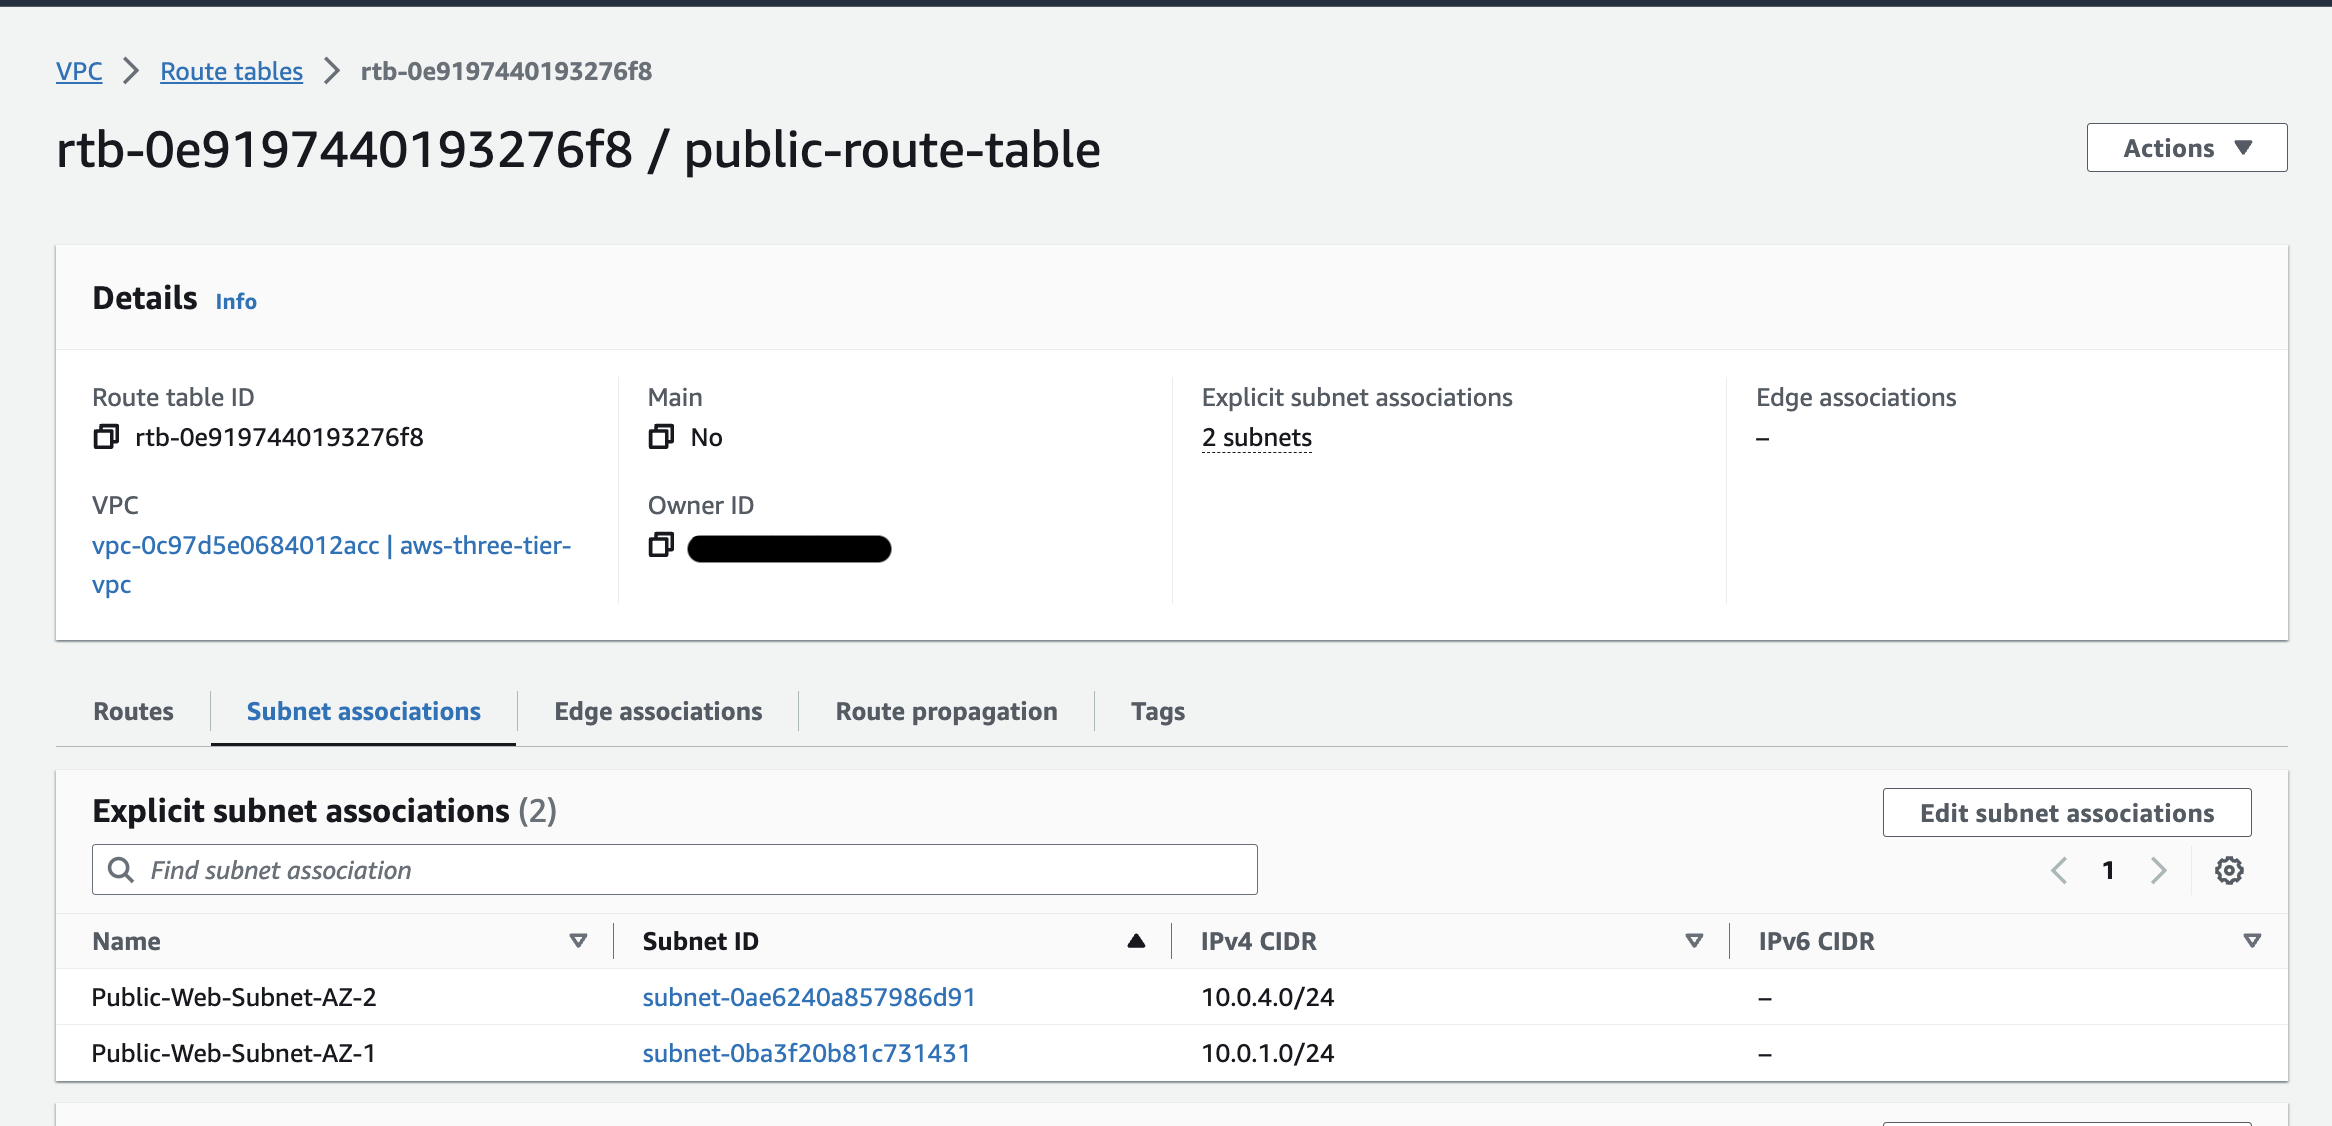 VPC > Route tables > rtb-0e9197440193276f8
rtb-0e9197440193276f8 / public-route-table
Actions
Details Info
Route table ID
rtb-0e9197440193276f8
Main
No
Explicit subnet associations
2 subnets
Edge associations
–
VPC
vpc-0c97d5e0684012acc | aws-three-tier-
vpc
Owner ID
Routes
Subnet associations
Edge associations
Route propagation
Tags
Explicit subnet associations (2)
Edit subnet associations
Find subnet association
1
Name Subnet ID IPv4 CIDR IPv6 CIDR
Public-Web-Subnet-AZ-2 subnet-0ae6240a857986d91 10.0.4.0/24 –
Public-Web-Subnet-AZ-1 subnet-0ba3f20b81c731431 10.0.1.0/24 –